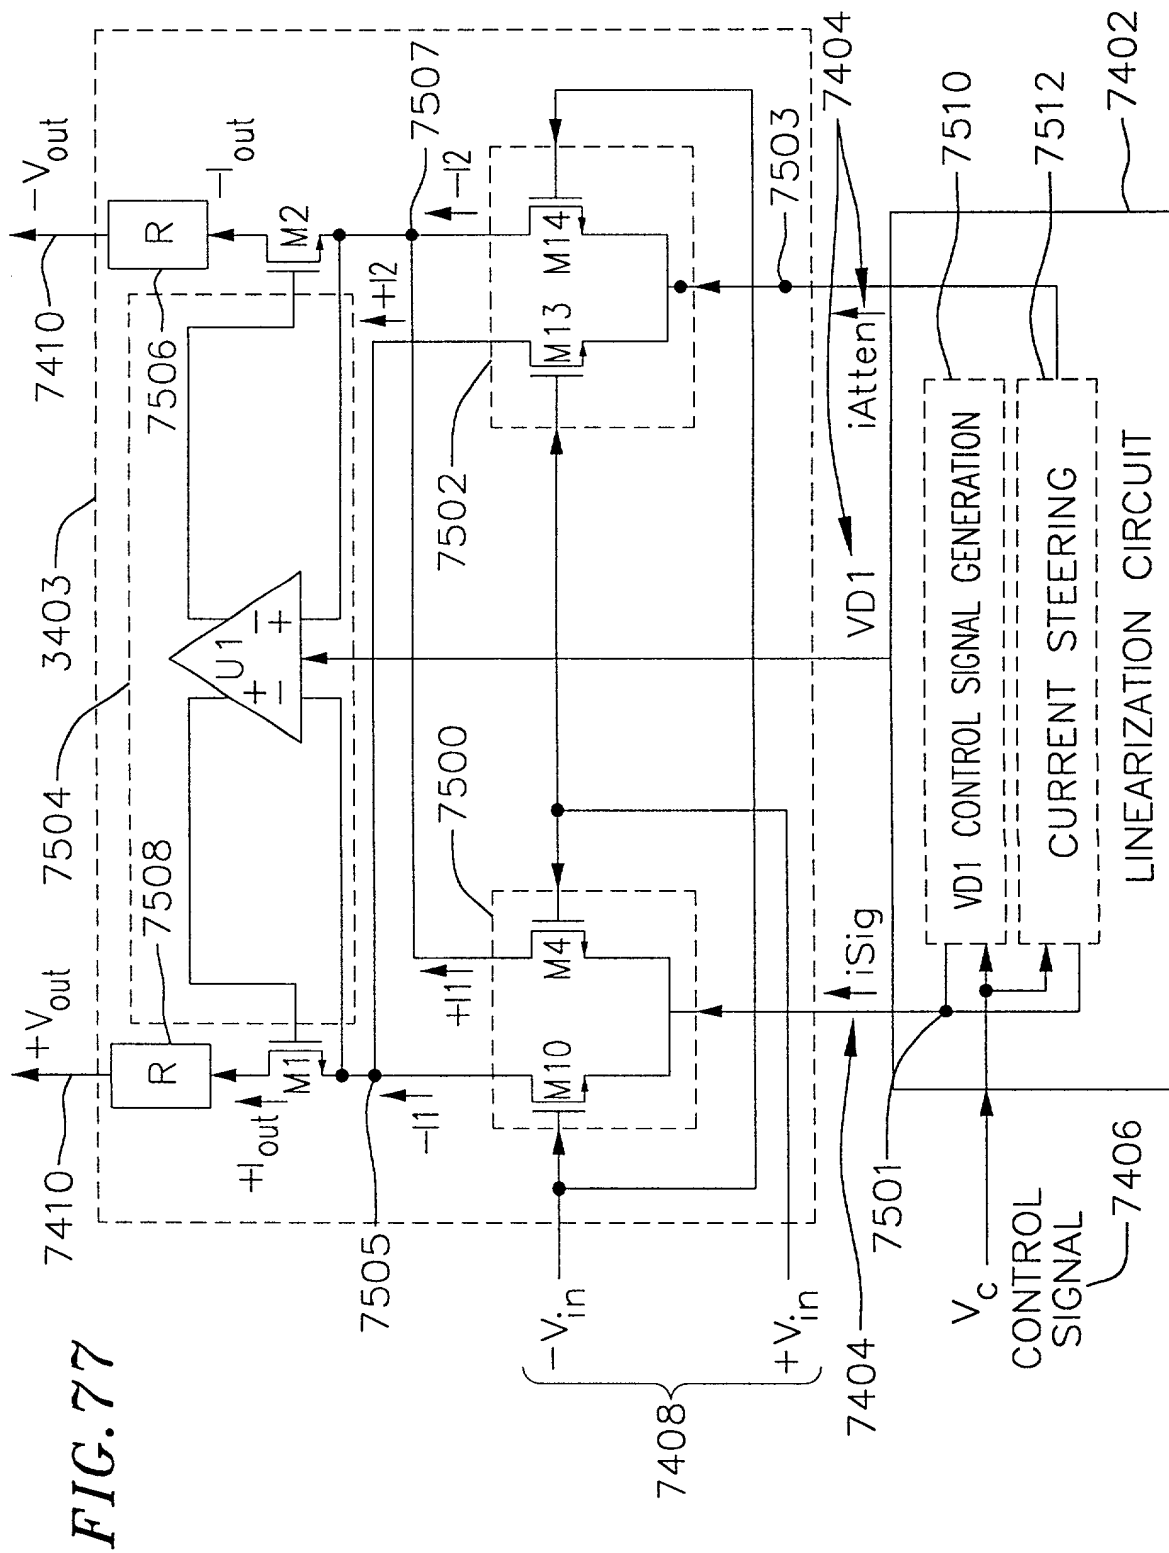 FIG. 77
7410
+Vout
7508
R
+Iout
M1
7504
3403
7410
-Vout
7506
R
-Iout
M2
U1
+ -
- +
7505
-I1
+I1
7500
M10
M4
+I2
-I2
7507
7502
M13
M14
7408
-Vin
+Vin
7404
iSig
VD1
iAtten
7503
7404
7501
Vc
CONTROL
SIGNAL
7406
VD1 CONTROL SIGNAL GENERATION
CURRENT STEERING
LINEARIZATION CIRCUIT
7510
7512
7402